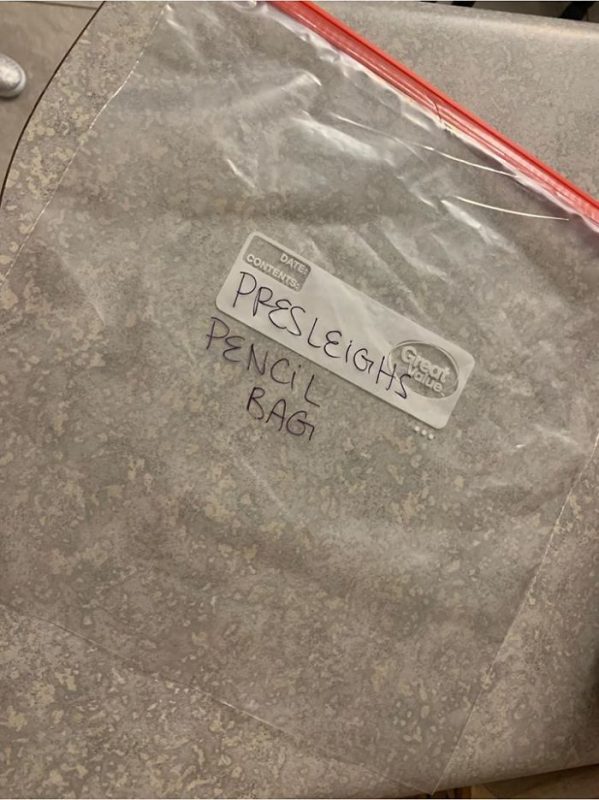 DATE:
CONTENTS:
PRESLEIGHS
Great
Value
PENCiL
BAG